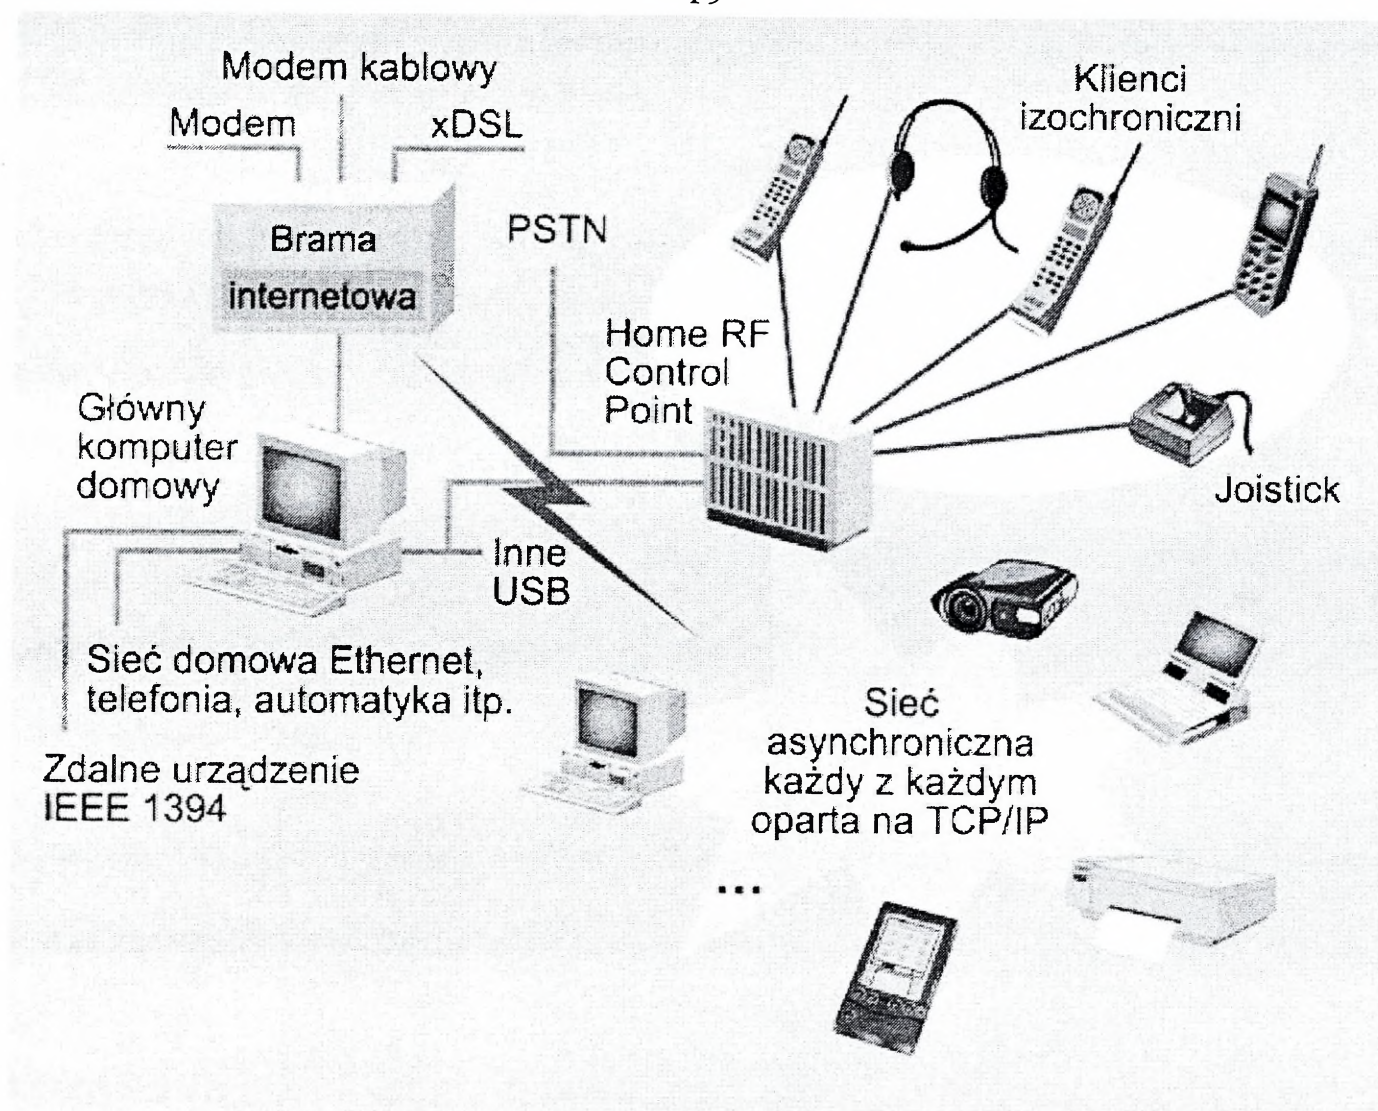 Modem kablowy
Modem
xDSL
Brama
internetowa
PSTN
Klienci
izochroniczni
Home RF
Control
Point
Główny
komputer
domowy
Joistick
Inne
USB
Sieć domowa Ethernet,
telefonia, automatyka itp.
Zdalne urządzenie
IEEE 1394
Sieć
asynchroniczna
każdy z każdym
oparta na TCP/IP
...